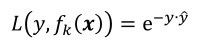 L(y, f_k(𝒙)) = e^{-y·ŷ}